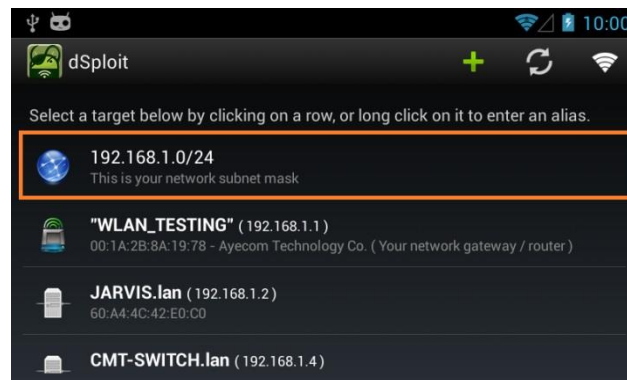 10:00
dSploit
Select a target below by clicking on a row, or long click on it to enter an alias.
192.168.1.0/24
This is your network subnet mask
"WLAN_TESTING" ( 192.168.1.1 )
00:1A:2B:8A:19:78 - Ayecom Technology Co. ( Your network gateway / router )
JARVIS.lan ( 192.168.1.2 )
60:A4:4C:42:E0:C0
CMT-SWITCH.lan ( 192.168.1.4 )